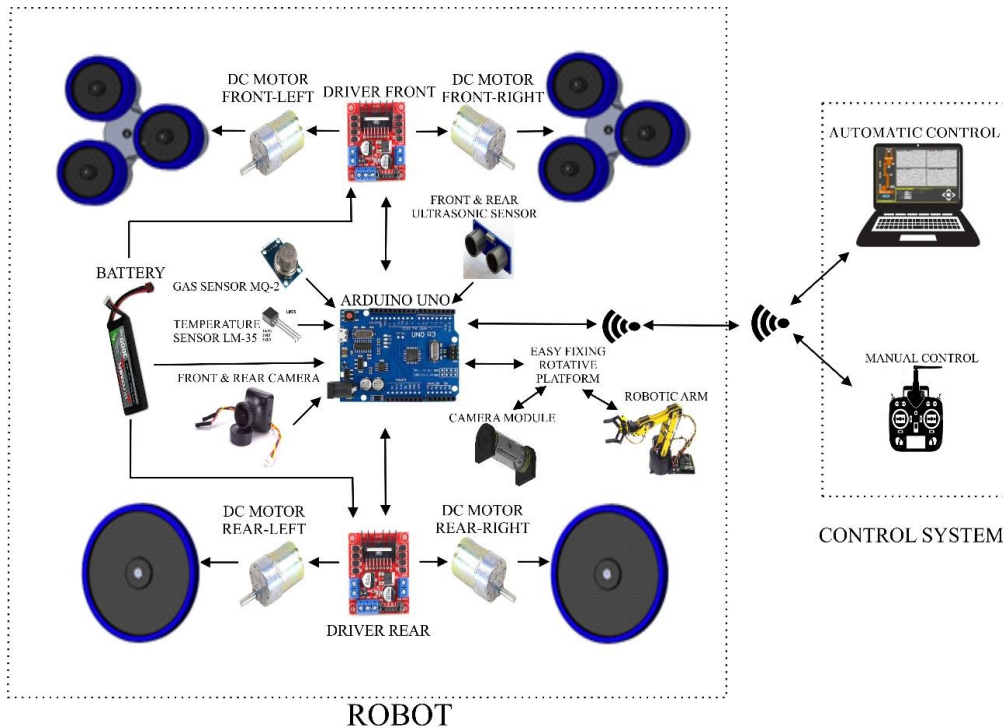 DC MOTOR
FRONT-LEFT
DRIVER FRONT
DC MOTOR
FRONT-RIGHT
AUTOMATIC CONTROL
FRONT & REAR
ULTRASONIC SENSOR
BATTERY
GAS SENSOR MQ-2
ARDUINO UNO
TEMPERATURE
SENSOR LM-35
UNO R3
EASY FIXING
ROTATIVE
PLATFORM
MANUAL CONTROL
FRONT & REAR CAMERA
ROBOTIC ARM
CAMERA MODULE
DC MOTOR
REAR-LEFT
DC MOTOR
REAR-RIGHT
CONTROL SYSTEM
DRIVER REAR
ROBOT